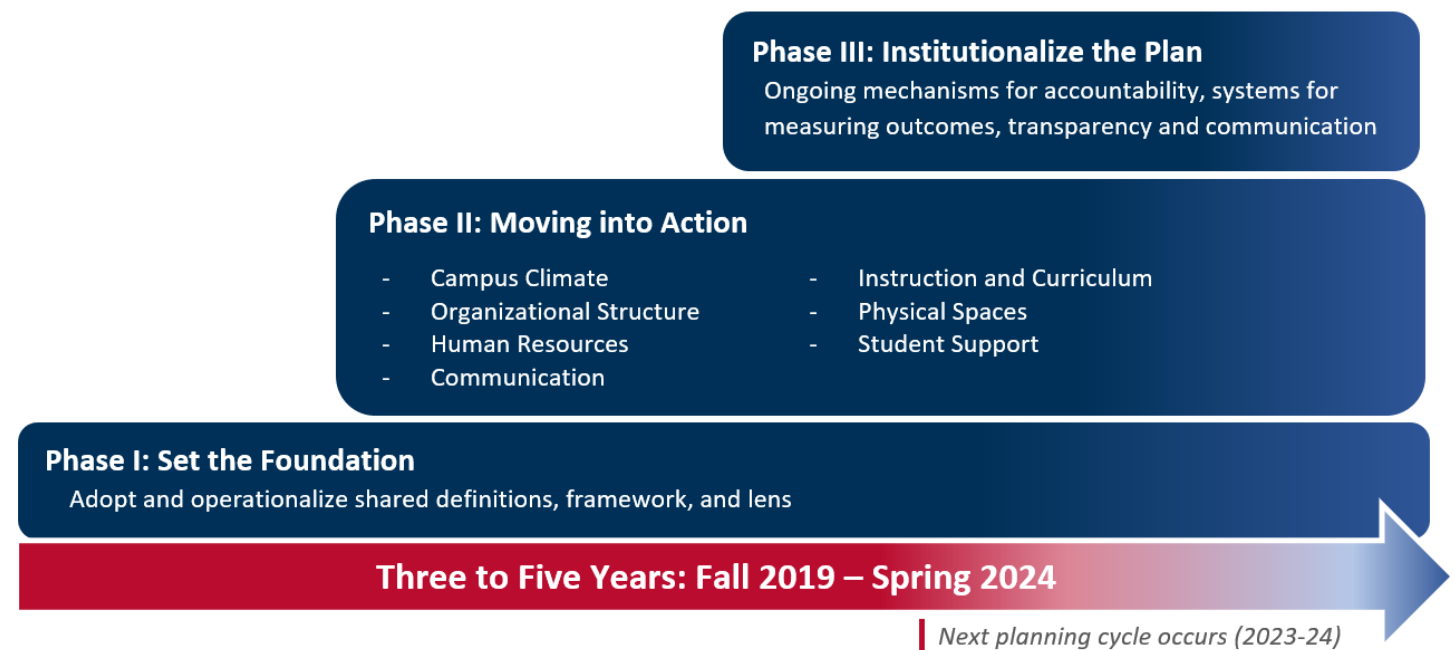 Phase III: Institutionalize the Plan
Ongoing mechanisms for accountability, systems for
measuring outcomes, transparency and communication
Phase II: Moving into Action
- Campus Climate
- Organizational Structure
- Human Resources
- Communication
- Instruction and Curriculum
- Physical Spaces
- Student Support
Phase I: Set the Foundation
Adopt and operationalize shared definitions, framework, and lens
Three to Five Years: Fall 2019 – Spring 2024
Next planning cycle occurs (2023-24)